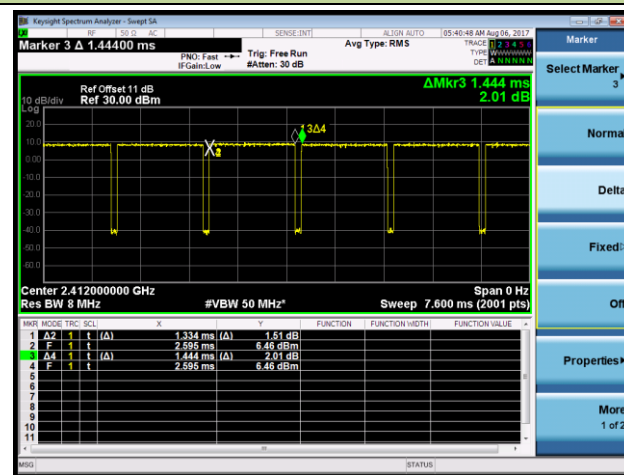 Keysight Spectrum Analyzer - Swept SA
RF 50 Ω AC SENSE:INT ALIGN AUTO 05:40:48 AM Aug 06, 2017
Marker 3 Δ 1.44400 ms
PNO: Fast
IFGain:Low
Trig: Free Run
#Atten: 30 dB
Avg Type: RMS
TRACE 1 2 3 4 5 6
TYPE WWWWWW
DET A N N N N N
Marker
Select Marker
3
Normal
Delta
Fixed
Off
Properties
More
1 of 2
ΔMkr3 1.444 ms
2.01 dB
Ref Offset 11 dB
10 dB/div Ref 30.00 dBm
Log
20.0
10.0
0.00
-10.0
-20.0
-30.0
-40.0
-50.0
-60.0
3Δ4
2
Center 2.412000000 GHz Span 0 Hz
Res BW 8 MHz #VBW 50 MHz* Sweep 7.600 ms (2001 pts)
MKR MODE TRC SCL X Y FUNCTION FUNCTION WIDTH FUNCTION VALUE
1 Δ2 1 t (Δ) 1.334 ms (Δ) 1.51 dB
2 F 1 t 2.595 ms 6.46 dBm
3 Δ4 1 t (Δ) 1.444 ms (Δ) 2.01 dB
4 F 1 t 2.595 ms 6.46 dBm
5
6
7
8
9
10
11
MSG STATUS